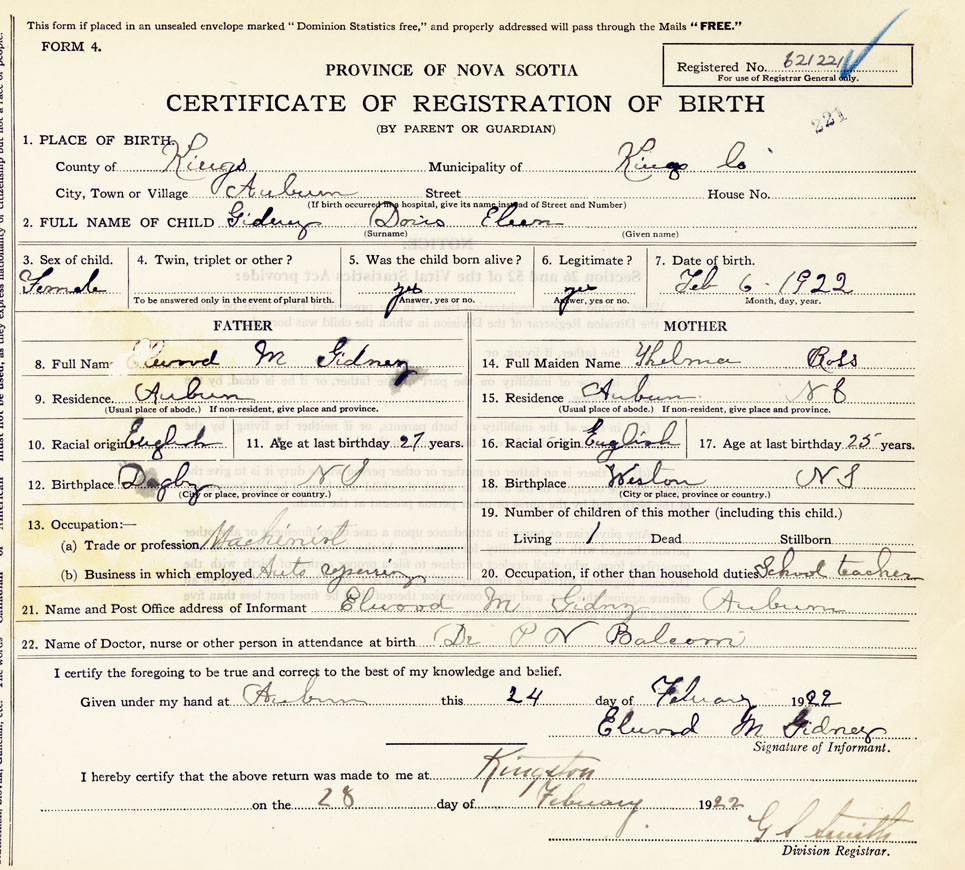 This form if placed in an unsealed envelope marked "Dominion Statistics free," and properly addressed will pass through the Mails "FREE."
FORM 4.
Registered No. 621221
For use of Registrar General only.
PROVINCE OF NOVA SCOTIA
CERTIFICATE OF REGISTRATION OF BIRTH
221
(BY PARENT OR GUARDIAN)
1. PLACE OF BIRTH
County of Kings Municipality of Kings Co
City, Town or Village Auburn Street House No.
(If birth occurred in a hospital, give its name instead of Street and Number)
2. FULL NAME OF CHILD Gidney Doris Eleen
(Surname) (Given name)
3. Sex of child. 4. Twin, triplet or other? 5. Was the child born alive? 6. Legitimate? 7. Date of birth.
Female yes yes Feb 6 - 1922
To be answered only in the event of plural birth. Answer, yes or no. Answer, yes or no. Month, day, year.
FATHER MOTHER
8. Full Name Elwood M Gidney 14. Full Maiden Name Thelma Ross
9. Residence. Auburn 15. Residence Auburn N S
(Usual place of abode.) If non-resident, give place and province. (Usual place of abode.) If non-resident, give place and province.
10. Racial origin English 11. Age at last birthday 27 years. 16. Racial origin English 17. Age at last birthday 25 years.
12. Birthplace Digby N S 18. Birthplace Weston N S
(City or place, province or country.) (City or place, province or country.)
13. Occupation:— 19. Number of children of this mother (including this child.)
(a) Trade or profession Machinist Living 1 Dead Stillborn
(b) Business in which employed Auto 20. Occupation, if other than household duties School teacher
21. Name and Post Office address of Informant Elwood M Gidny Auburn
22. Name of Doctor, nurse or other person in attendance at birth Dr P N Balcom
I certify the foregoing to be true and correct to the best of my knowledge and belief.
Given under my hand at Auburn this 24 day of Februay 1922
Elwood M Gidney
Signature of Informant.
I hereby certify that the above return was made to me at Kingston
on the 28 day of February 1922
G S Smith
Division Registrar.